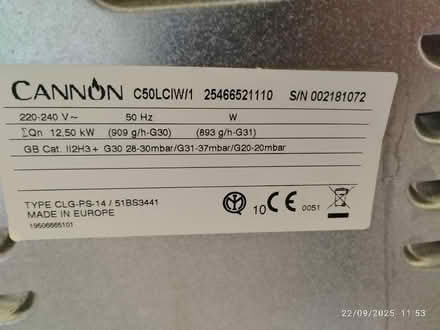 CANNON C50LCIW/1 25466521110 S/N 002181072
220-240 V~ 50 Hz W
ΣQn 12,50 kW (909 g/h-G30) (893 g/h-G31)
GB Cat. II2H3+ G30 28-30mbar/G31-37mbar/G20-20mbar
TYPE CLG-PS-14 / 51BS3441
MADE IN EUROPE
19506665101
10 CE 0051
22/09/2025 11:53